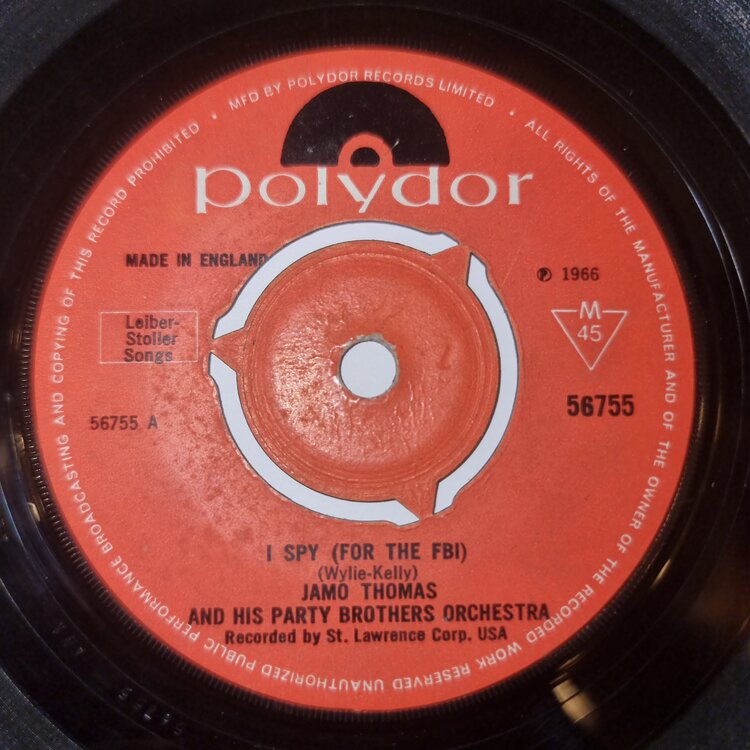 MFD BY POLYDOR RECORDS LIMITED • ALL RIGHTS OF THE MANUFACTURER AND OF THE OWNER OF THE RECORDED WORK RESERVED UNAUTHORIZED PUBLIC PERFORMANCE BROADCASTING AND COPYING OF THIS RECORD PROHIBITED •
polydor
MADE IN ENGLAND
℗ 1966
Leiber-
Stoller
Songs
M
45
56755 A
56755
I SPY (FOR THE FBI)
(Wylie-Kelly)
JAMO THOMAS
AND HIS PARTY BROTHERS ORCHESTRA
Recorded by St. Lawrence Corp. USA